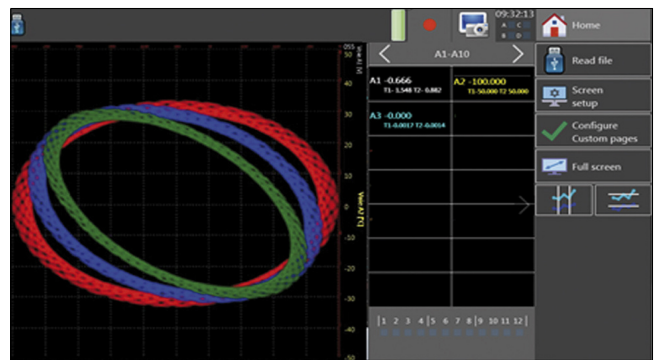 09:32:13
A C
B D
Home
A1-A10
Read file
A1 -0.666
T1- 3.548 T2- 0.882
A2 -100.000
T1-50.000 T2 50.000
A3 -0.000
T1-0.0017 T2-0.0014
Screen
setup
Configure
Custom pages
Full screen
50
40
30
20
10
0
-10
-20
-30
-40
-50
1 2 3 4 5 6 7 8 9 10 11 12